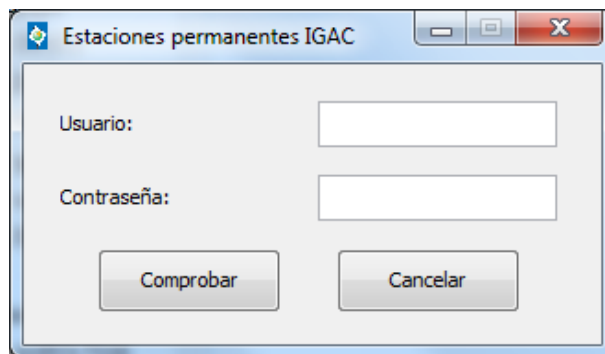 Estaciones permanentes IGAC
Usuario:
Contraseña:
Comprobar Cancelar